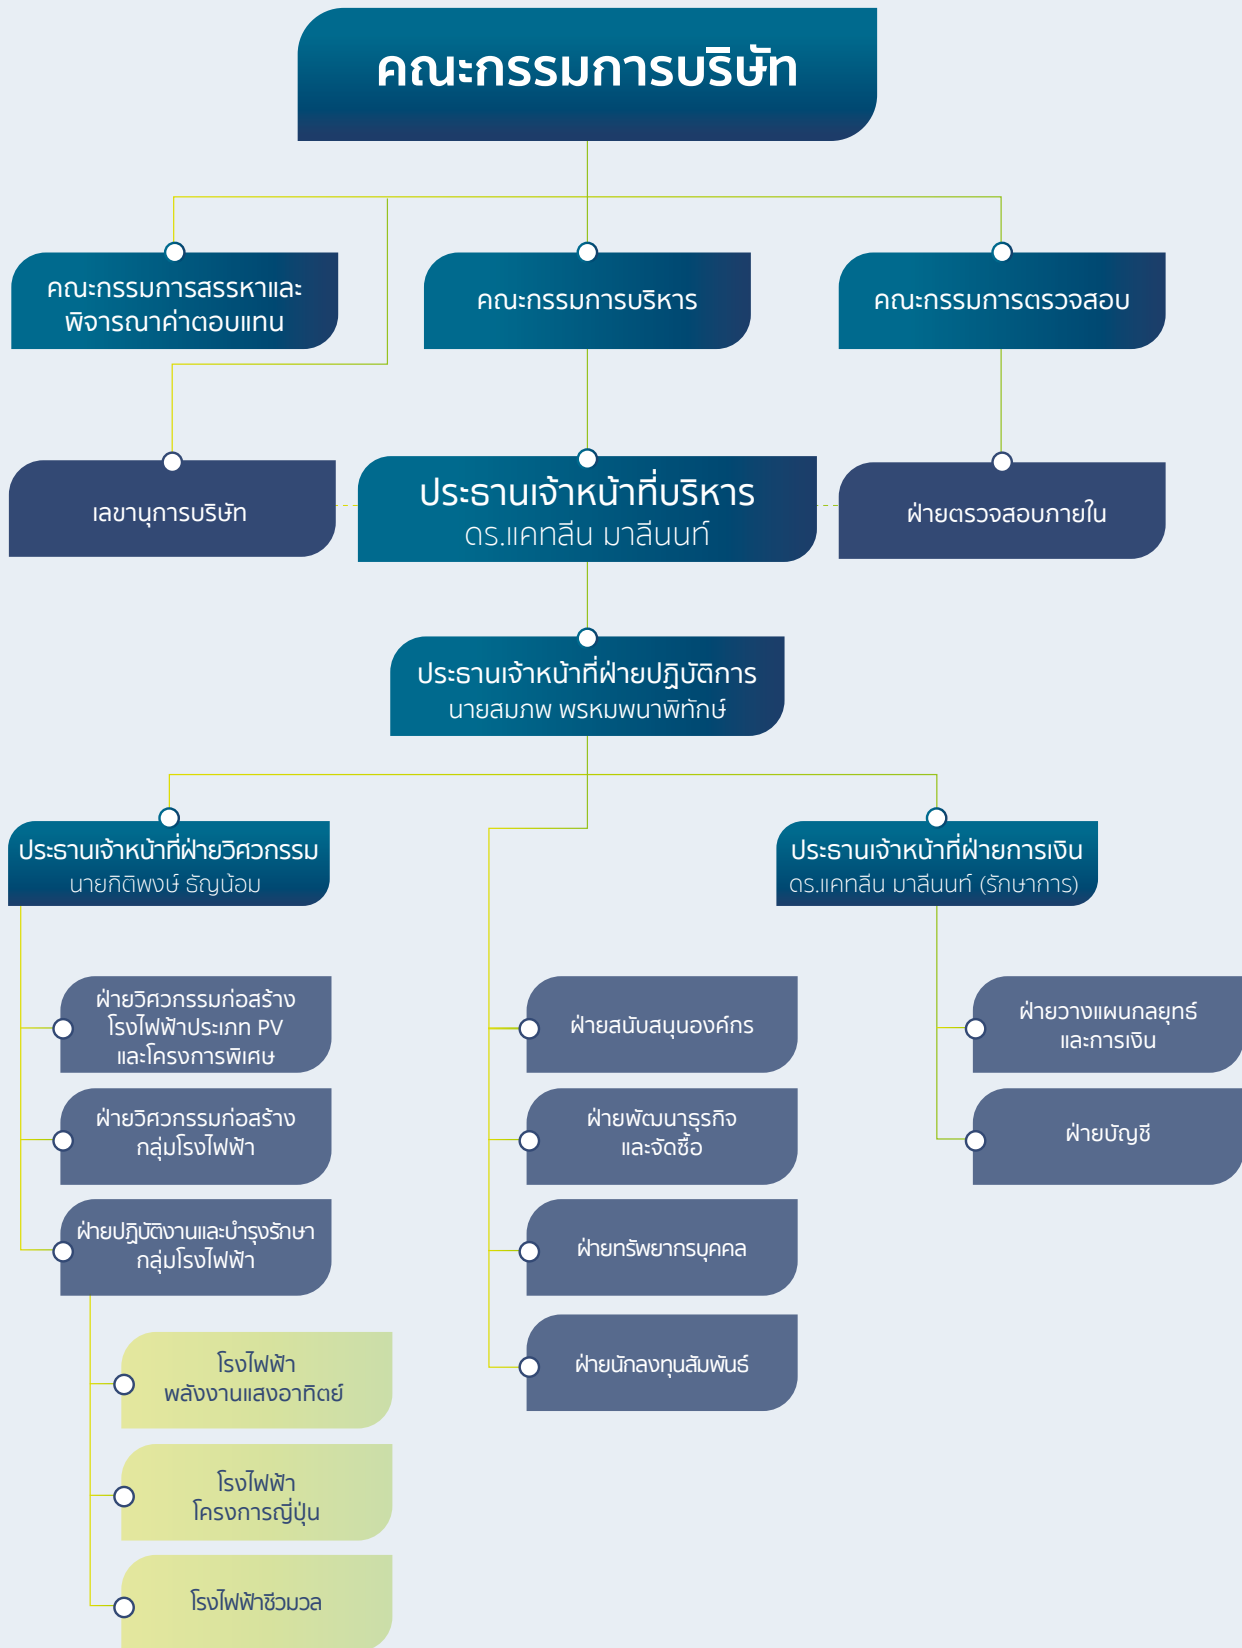 คณะกรรมการบริษัท
คณะกรรมการสรรหาและ
พิจารณาค่าตอบแทน
คณะกรรมการบริหาร
คณะกรรมการตรวจสอบ
เลขานุการบริษัท
ประธานเจ้าหน้าที่บริหาร
ดร.แคทลีน มาลีนนท์
ฝ่ายตรวจสอบภายใน
ประธานเจ้าหน้าที่ฝ่ายปฏิบัติการ
นายสมภพ พรหมพนาพิทักษ์
ประธานเจ้าหน้าที่ฝ่ายวิศวกรรม
นายกิติพงษ์ ธัญน้อม
ประธานเจ้าหน้าที่ฝ่ายการเงิน
ดร.แคทลีน มาลีนนท์ (รักษาการ)
ฝ่ายวิศวกรรมก่อสร้าง
โรงไฟฟ้าประเภท PV
และโครงการพิเศษ
ฝ่ายวิศวกรรมก่อสร้าง
กลุ่มโรงไฟฟ้า
ฝ่ายปฏิบัติงานและบำรุงรักษา
กลุ่มโรงไฟฟ้า
โรงไฟฟ้า
พลังงานแสงอาทิตย์
โรงไฟฟ้า
โครงการญี่ปุ่น
โรงไฟฟ้าชีวมวล
ฝ่ายสนับสนุนองค์กร
ฝ่ายพัฒนาธุรกิจ
และจัดซื้อ
ฝ่ายทรัพยากรบุคคล
ฝ่ายนักลงทุนสัมพันธ์
ฝ่ายวางแผนกลยุทธ์
และการเงิน
ฝ่ายบัญชี